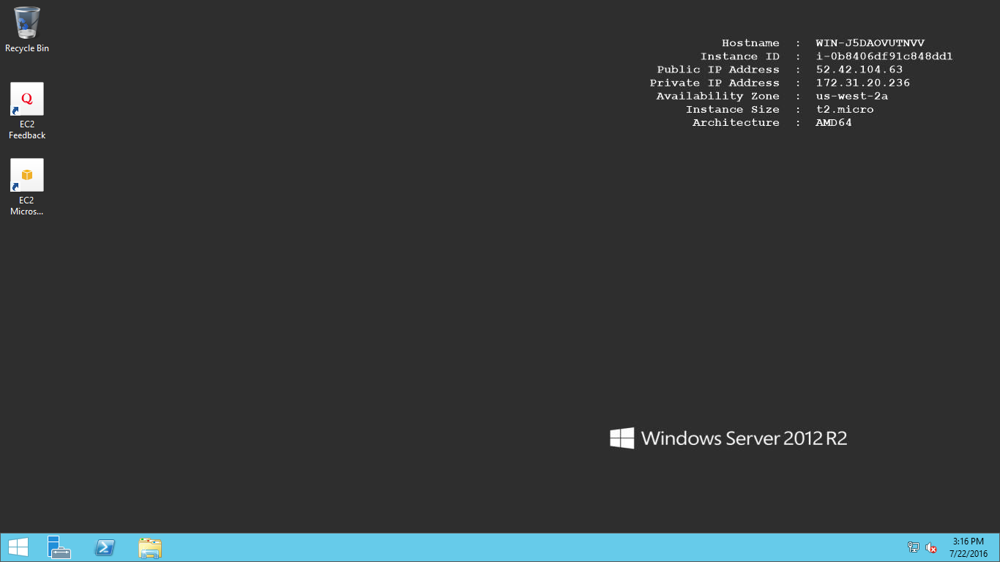 Recycle Bin
Q
EC2
Feedback
EC2
Micros...
Hostname : WIN-J5DAOVUTNVV
Instance ID : i-0b8406df91c848dd1
Public IP Address : 52.42.104.63
Private IP Address : 172.31.20.236
Availability Zone : us-west-2a
Instance Size : t2.micro
Architecture : AMD64
Windows Server 2012 R2
3:16 PM
7/22/2016